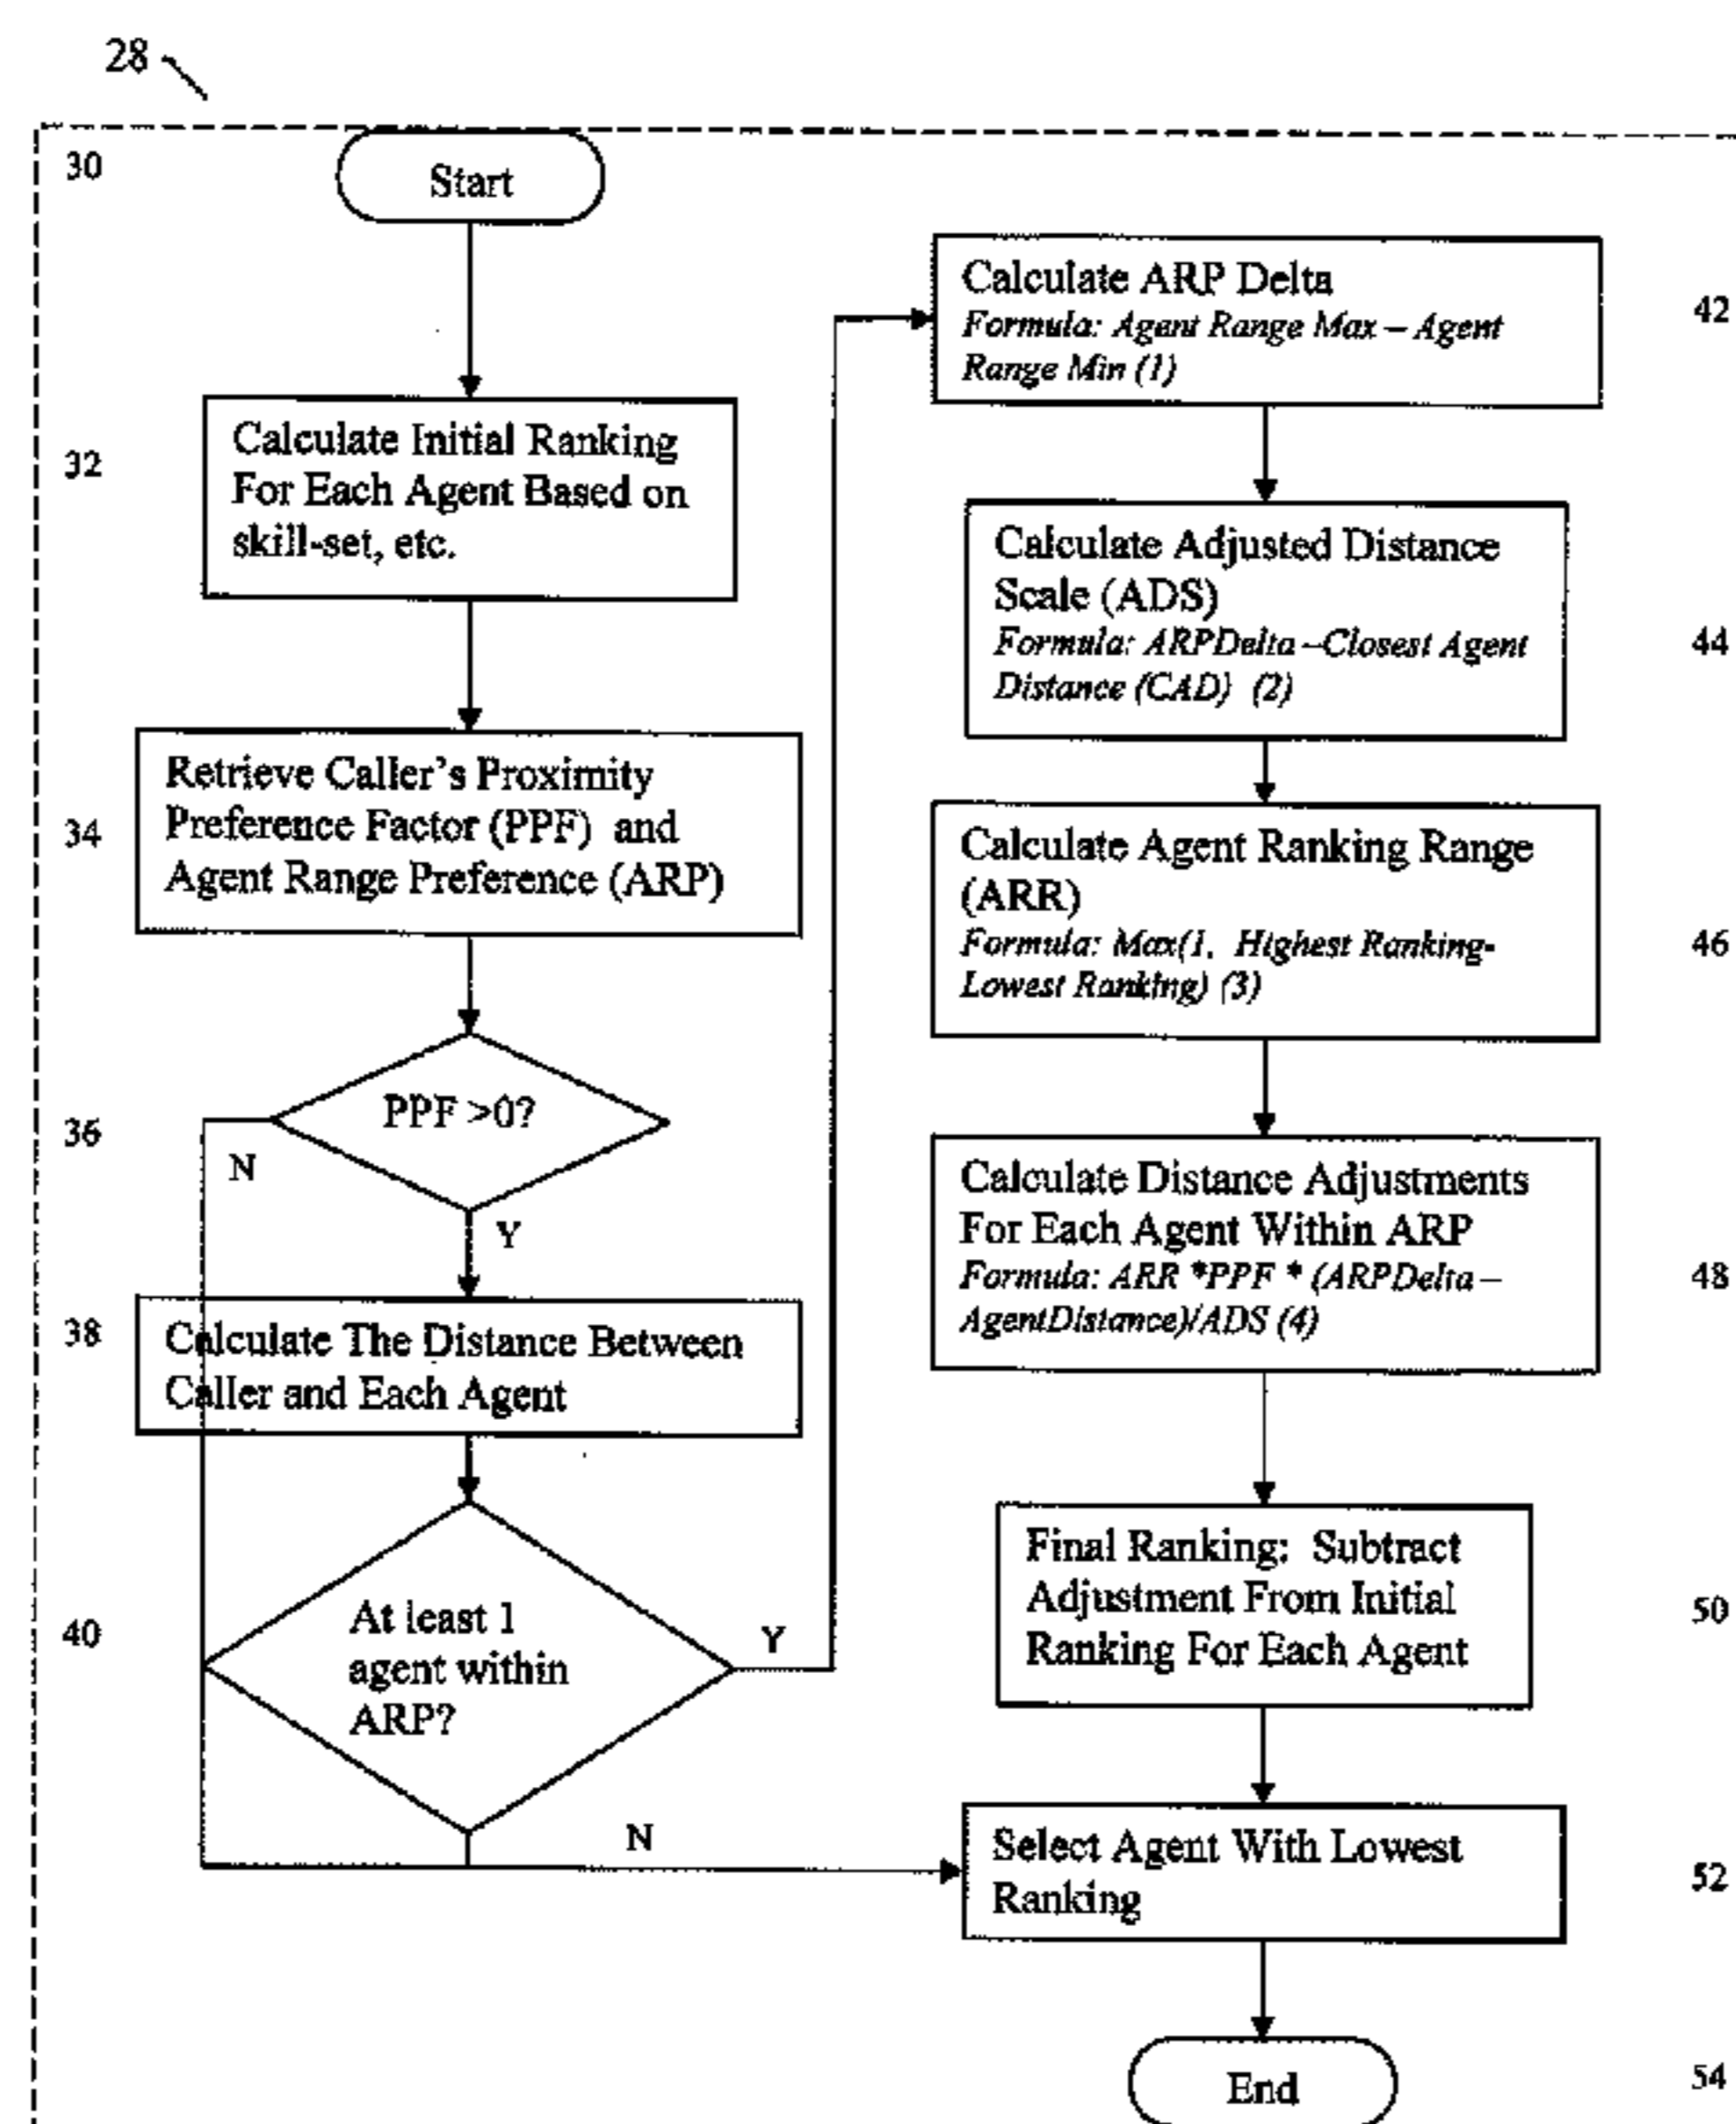 28
30
Start
32
Calculate Initial Ranking
For Each Agent Based on
skill-set, etc.
34
Retrieve Caller's Proximity
Preference Factor (PPF) and
Agent Range Preference (ARP)
36
PPF >0?
N
Y
38
Calculate The Distance Between
Caller and Each Agent
40
At least 1
agent within
ARP?
Y
N
Calculate ARP Delta
Formula: Agent Range Max – Agent
Range Min (1)
42
Calculate Adjusted Distance
Scale (ADS)
Formula: ARPDelta –Closest Agent
Distance (CAD) (2)
44
Calculate Agent Ranking Range
(ARR)
Formula: Max(1, Highest Ranking-
Lowest Ranking) (3)
46
Calculate Distance Adjustments
For Each Agent Within ARP
Formula: ARR *PPF * (ARPDelta –
AgentDistance)/ADS (4)
48
Final Ranking: Subtract
Adjustment From Initial
Ranking For Each Agent
50
Select Agent With Lowest
Ranking
52
End
54